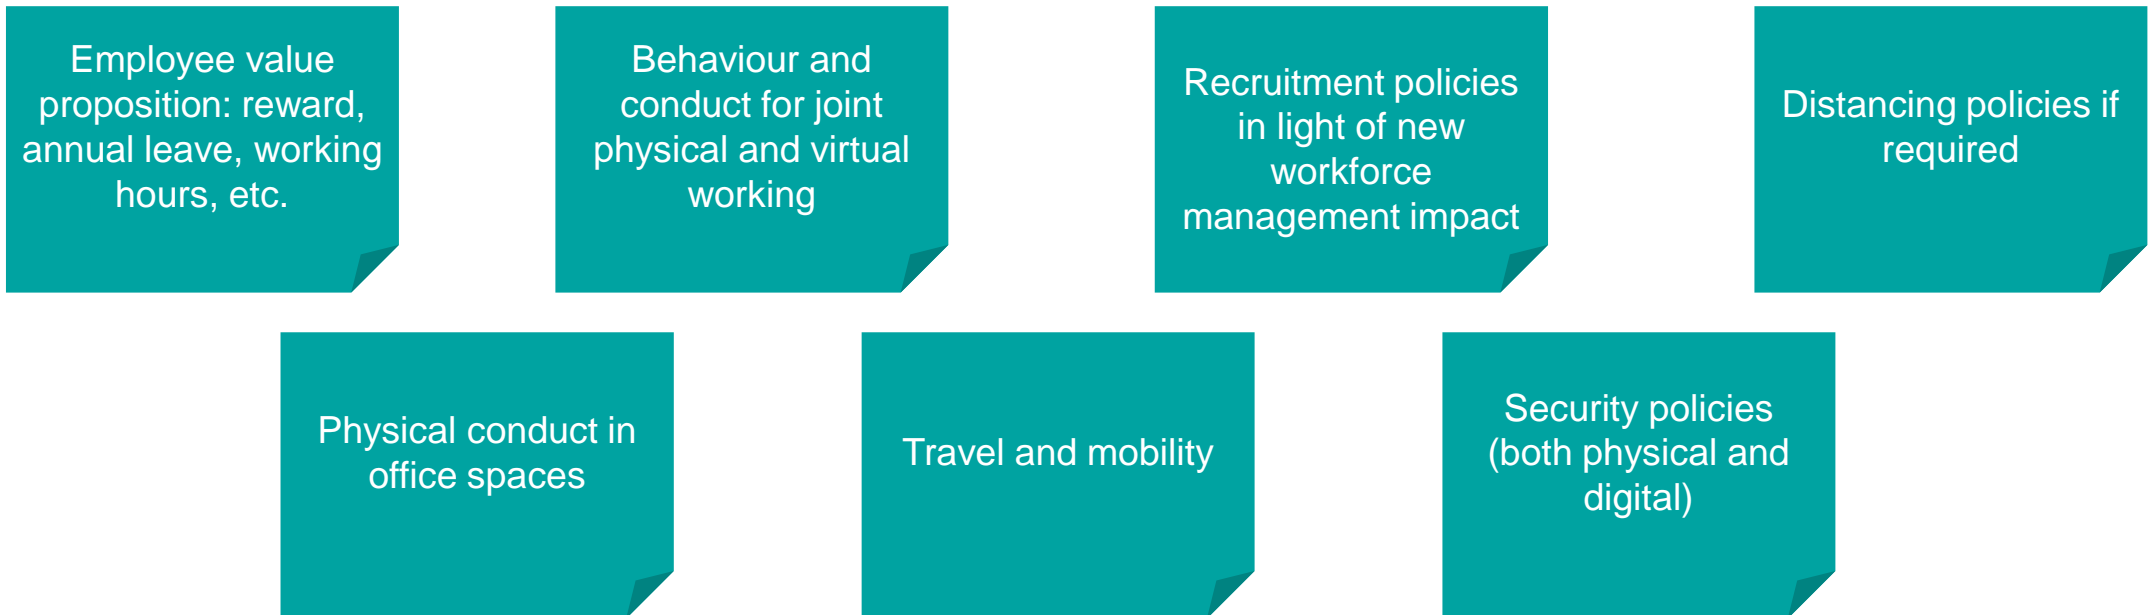 Employee value
proposition: reward,
annual leave, working
hours, etc.
Behaviour and
conduct for joint
physical and virtual
working
Recruitment policies
in light of new
workforce
management impact
Distancing policies if
required
Physical conduct in
office spaces
Travel and mobility
Security policies
(both physical and
digital)